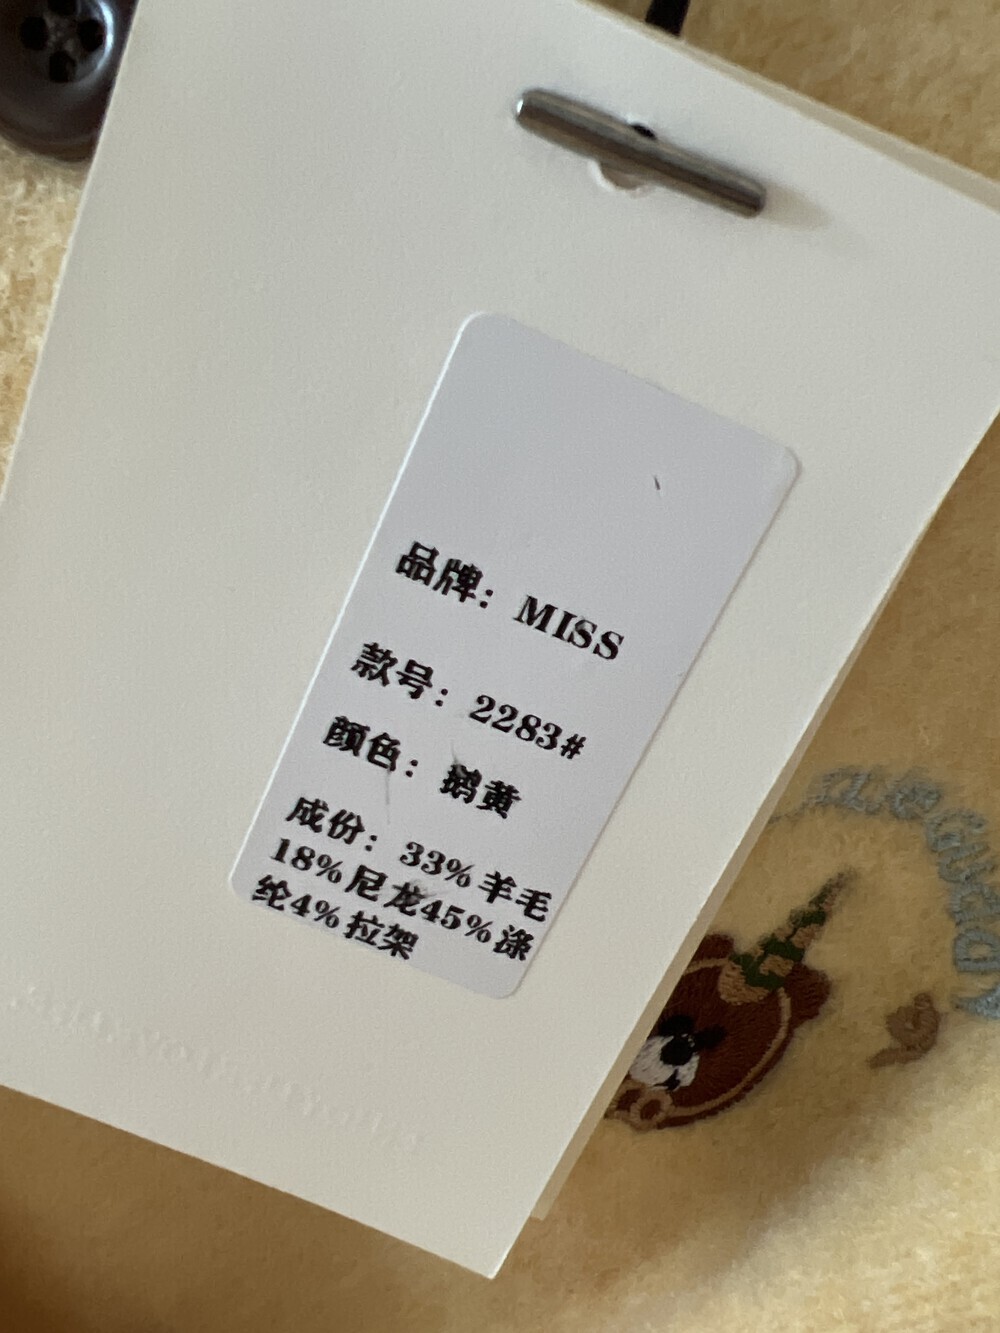 品牌：MISS
款号：2283#
颜色：鹅黄
成份：33%羊毛
18%尼龙45%涤
纶4%拉架